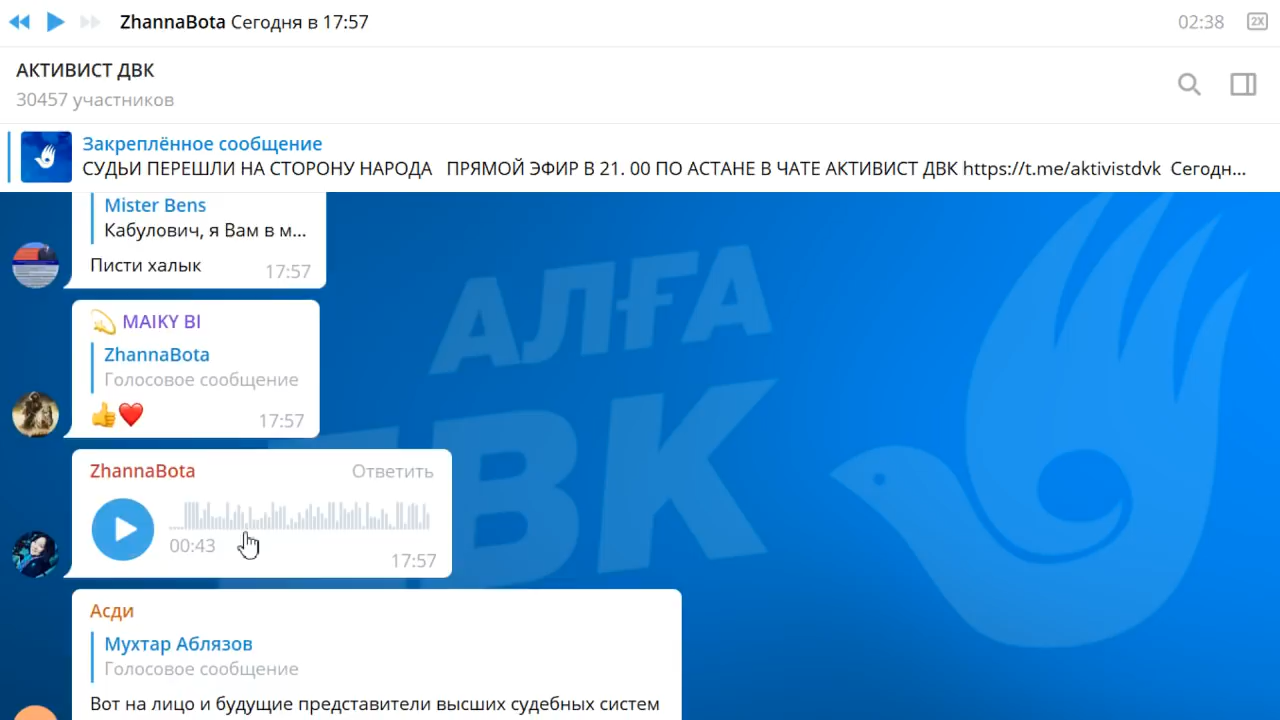 ZhannaBota Сегодня в 17:57
02:38
2X
АКТИВИСТ ДВК
30457 участников
Закреплённое сообщение
СУДЬИ ПЕРЕШЛИ НА СТОРОНУ НАРОДА ПРЯМОЙ ЭФИР В 21. 00 ПО АСТАНЕ В ЧАТЕ АКТИВИСТ ДВК https://t.me/aktivistdvk Сегодн...
Mister Bens
Кабулович, я Вам в м...
Писти халык
17:57
MAIKY BI
ZhannaBota
Голосовое сообщение
👍❤️
17:57
ZhannaBota
Ответить
00:43
17:57
Асди
Мухтар Аблязов
Голосовое сообщение
Вот на лицо и будущие представители высших судебных систем
АЛҒА
ДВК